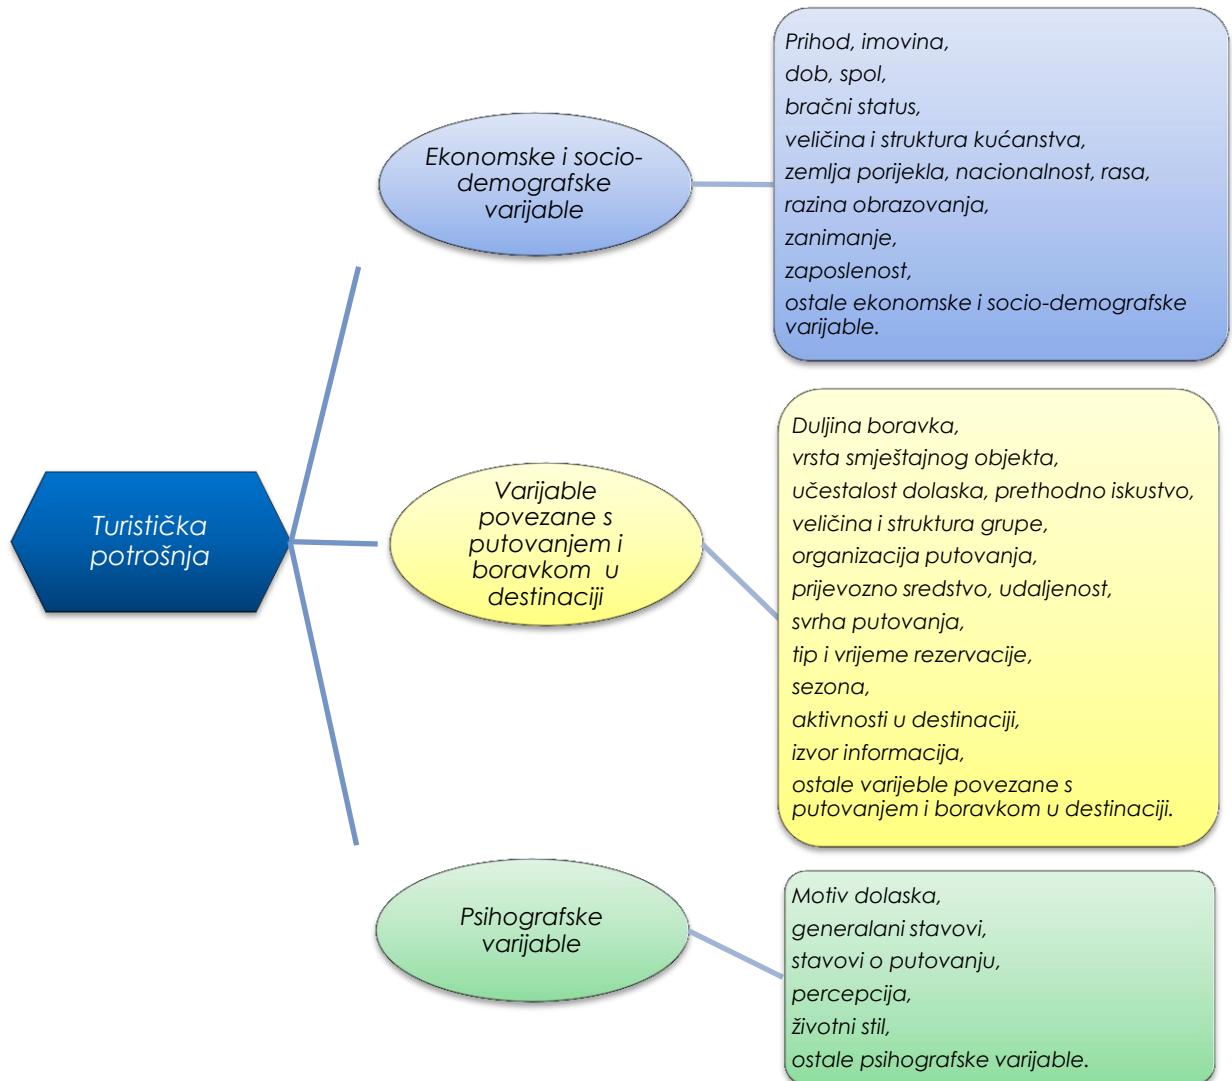 Turistička
potrošnja
Ekonomske i socio-
demografske
varijable
Prihod, imovina,
dob, spol,
bračni status,
veličina i struktura kućanstva,
zemlja porijekla, nacionalnost, rasa,
razina obrazovanja,
zanimanje,
zaposlenost,
ostale ekonomske i socio-demografske
varijable.
Varijable
povezane s
putovanjem i
boravkom u
destinaciji
Duljina boravka,
vrsta smještajnog objekta,
učestalost dolaska, prethodno iskustvo,
veličina i struktura grupe,
organizacija putovanja,
prijevozno sredstvo, udaljenost,
svrha putovanja,
tip i vrijeme rezervacije,
sezona,
aktivnosti u destinaciji,
izvor informacija,
ostale varijeble povezane s
putovanjem i boravkom u destinaciji.
Psihografske
varijable
Motiv dolaska,
generalani stavovi,
stavovi o putovanju,
percepcija,
životni stil,
ostale psihografske varijable.